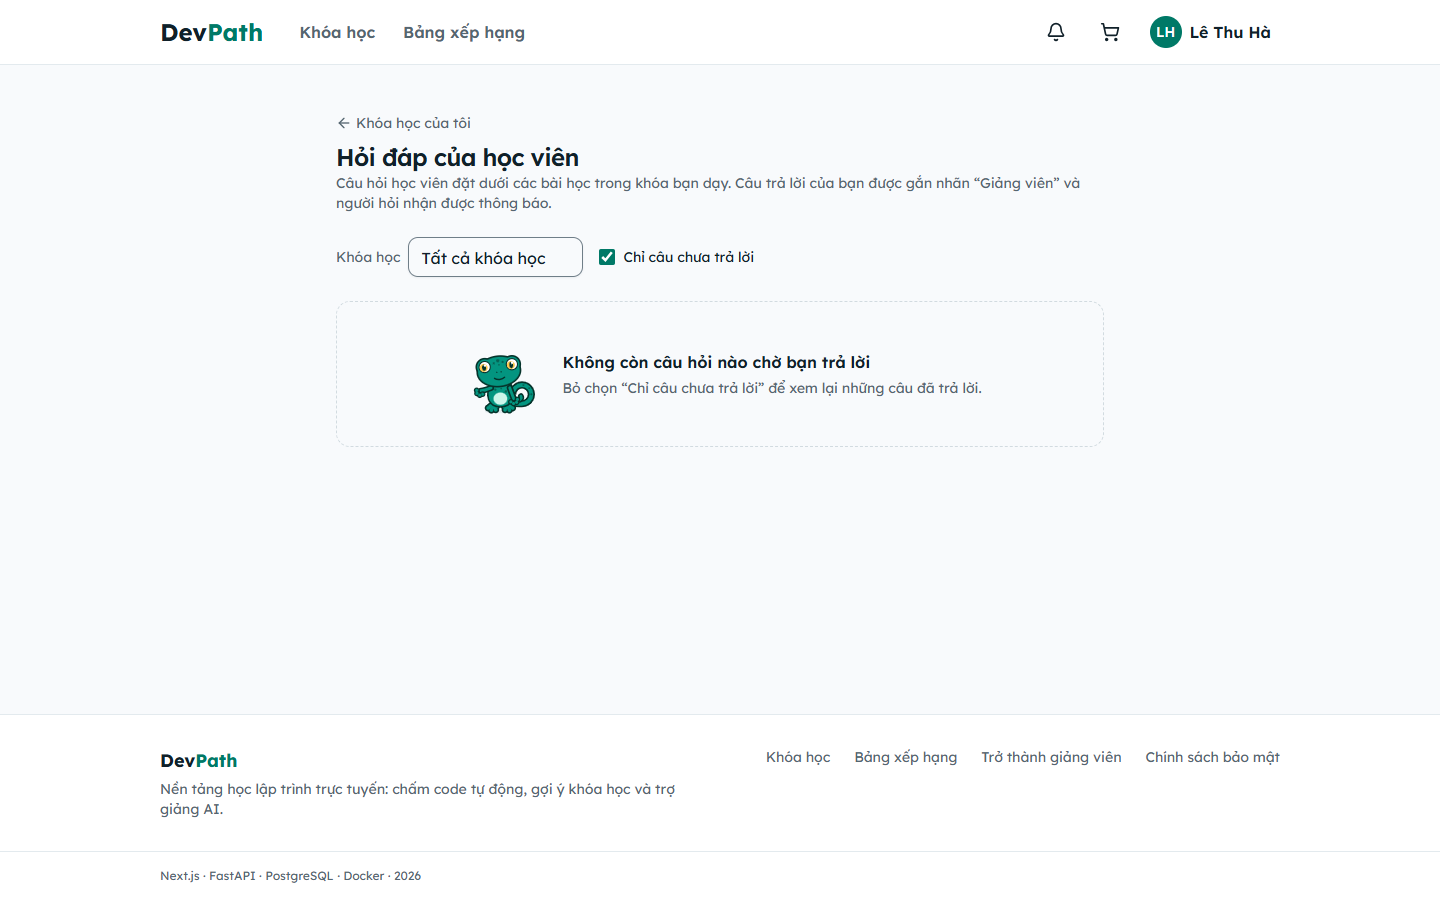 DevPath
Khóa học
Bảng xếp hạng
LH
Lê Thu Hà
Khóa học của tôi
Hỏi đáp của học viên
Câu hỏi học viên đặt dưới các bài học trong khóa bạn dạy. Câu trả lời của bạn được gắn nhãn “Giảng viên” và
người hỏi nhận được thông báo.
Khóa học
Tất cả khóa học
Chỉ câu chưa trả lời
Không còn câu hỏi nào chờ bạn trả lời
Bỏ chọn “Chỉ câu chưa trả lời” để xem lại những câu đã trả lời.
DevPath
Nền tảng học lập trình trực tuyến: chấm code tự động, gợi ý khóa học và trợ
giảng AI.
Khóa học
Bảng xếp hạng
Trở thành giảng viên
Chính sách bảo mật
Next.js · FastAPI · PostgreSQL · Docker · 2026